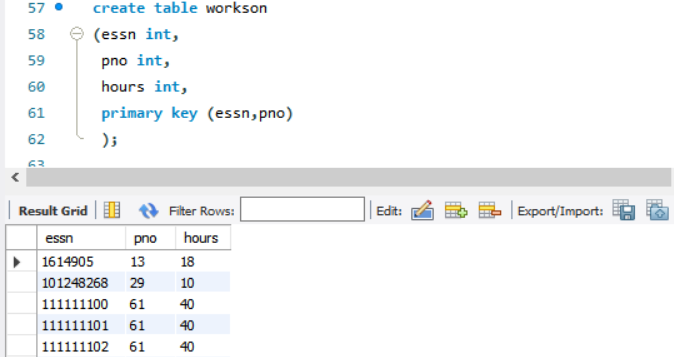 57 create table workson
58 (essn int,
59 pno int,
60 hours int,
61 primary key (essn,pno)
62 );
63
Result Grid Filter Rows: Edit: Export/Import:
essn pno hours
1614905 13 18
101248268 29 10
111111100 61 40
111111101 61 40
111111102 61 40